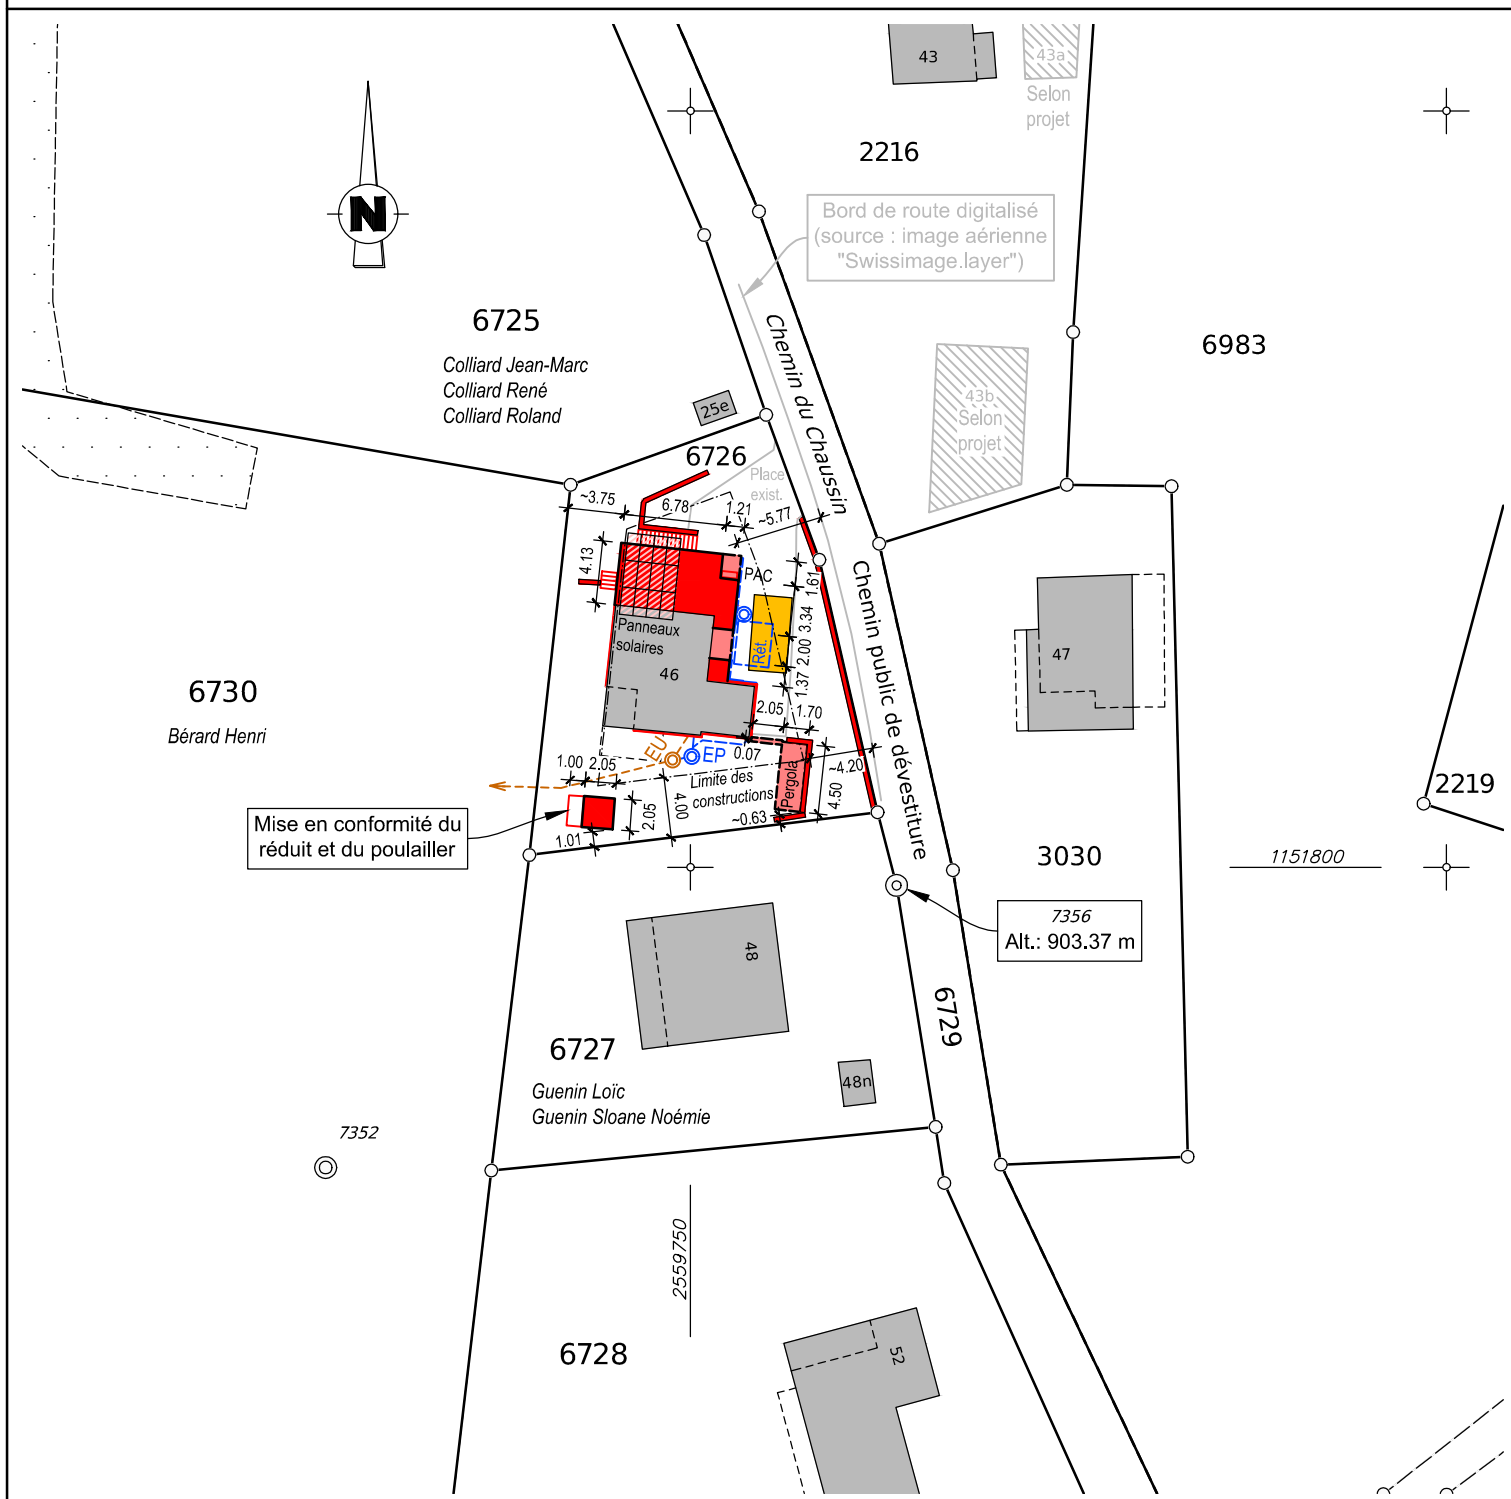 43
43a
Selon
projet
2216
N
Bord de route digitalisé
(source : image aérienne
"Swissimage.layer")
6725
Colliard Jean-Marc
Colliard René
Colliard Roland
Chemin du Chaussin
6983
25e
43b
Selon
projet
6726
Place
exist.
~3.75
6.78
1.21
~5.77
4.13
PAC
1.61
3.34
2.00
1.37
Panneaux
solaires
Rét.
46
47
Chemin public de dévestiture
6730
Bérard Henri
2.05
1.70
EU
EP
0.07
~4.20
1.00
2.05
Limite des
constructions
Pergola
4.50
4.00
2.05
~0.63
1.01
Mise en conformité du
réduit et du poulailler
2219
3030
1151800
7356
Alt.: 903.37 m
48
6729
6727
Guenin Loïc
Guenin Sloane Noémie
48n
7352
2559750
6728
52